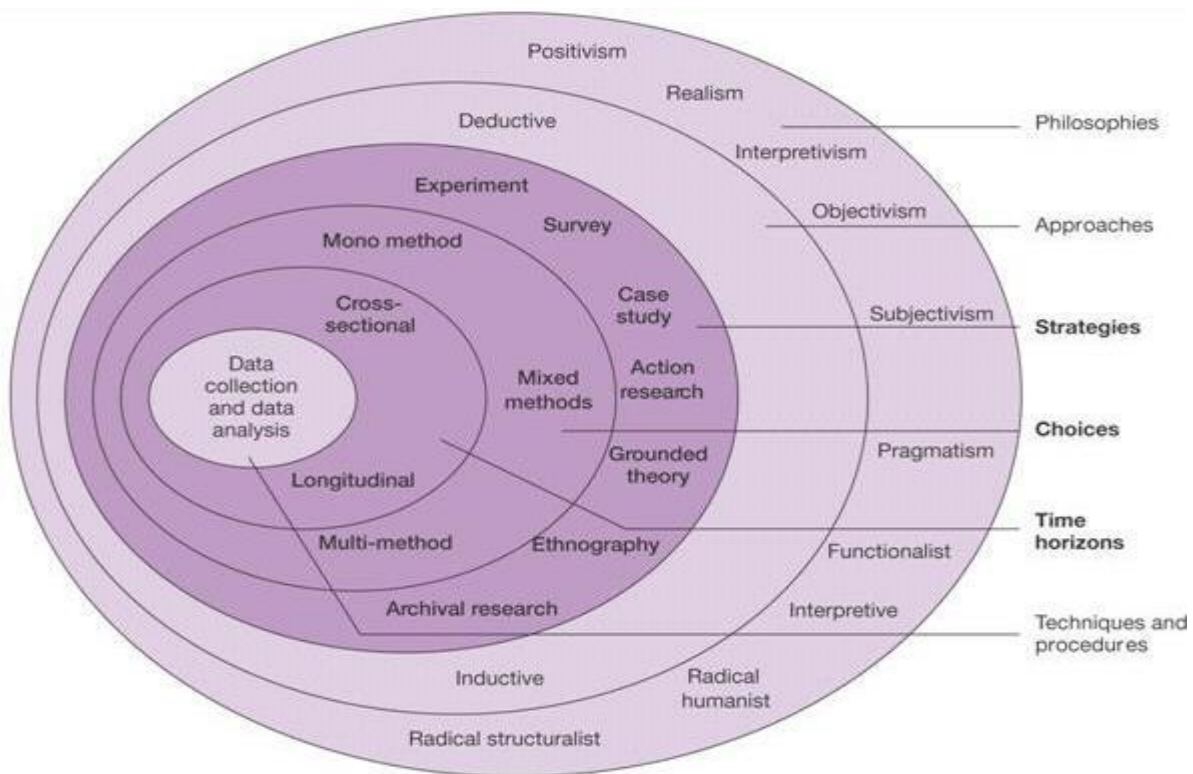 Positivism
Realism
Philosophies
Deductive
Interpretivism
Experiment
Objectivism
Survey
Approaches
Mono method
Case
study
Cross-
sectional
Subjectivism
Strategies
Data
collection
and data
analysis
Mixed
methods
Action
research
Choices
Pragmatism
Grounded
theory
Longitudinal
Time
horizons
Multi-method
Ethnography
Functionalist
Archival research
Interpretive
Techniques and
procedures
Inductive
Radical
humanist
Radical structuralist